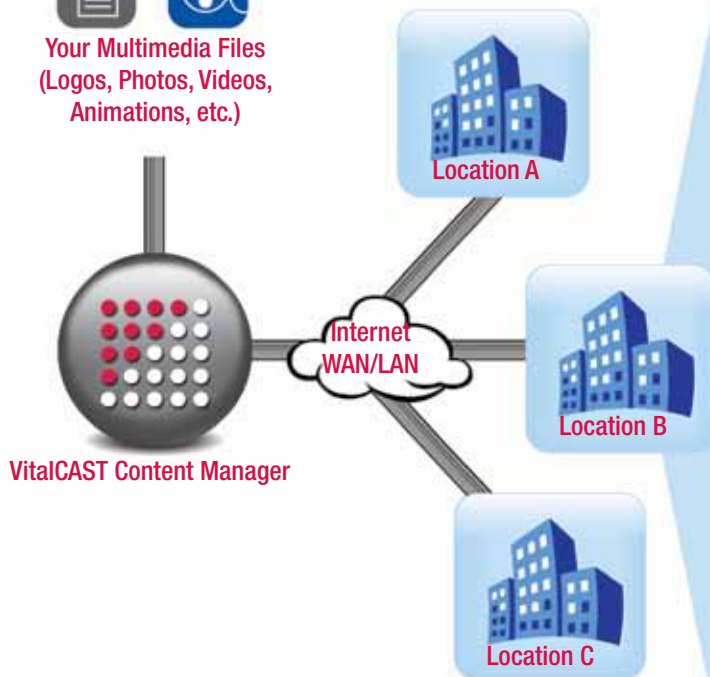 Your Multimedia Files
(Logos, Photos, Videos,
Animations, etc.)
Location A
Internet
WAN/LAN
Location B
VitalCAST Content Manager
Location C